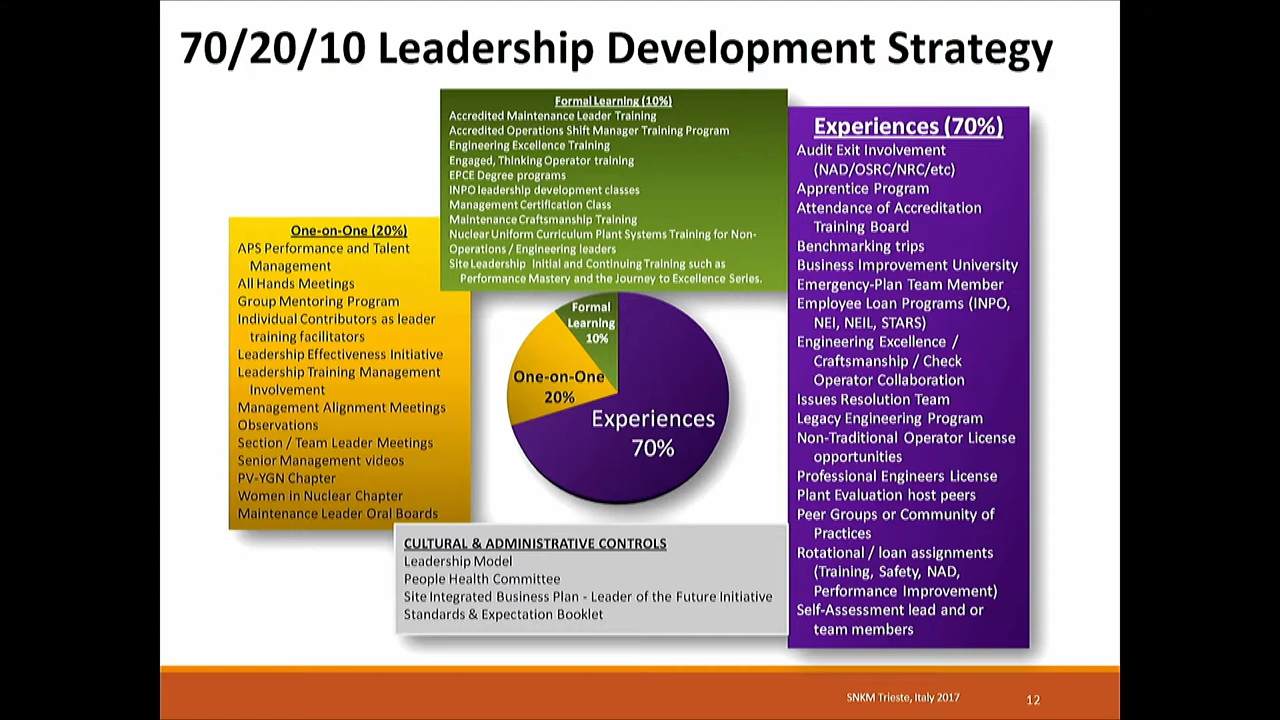 70/20/10 Leadership Development Strategy
Formal Learning (10%)
Accredited Maintenance Leader Training
Accredited Operations Shift Manager Training Program
Engineering Excellence Training
Engaged, Thinking Operator training
EPCE Degree programs
INPO leadership development classes
Management Certification Class
Maintenance Craftsmanship Training
Nuclear Uniform Curriculum Plant Systems Training for Non-
Operations / Engineering leaders
Site Leadership Initial and Continuing Training such as
Performance Mastery and the Journey to Excellence Series.
One-on-One (20%)
APS Performance and Talent
Management
All Hands Meetings
Group Mentoring Program
Individual Contributors as leader
training facilitators
Leadership Effectiveness Initiative
Leadership Training Management
Involvement
Management Alignment Meetings
Observations
Section / Team Leader Meetings
Senior Management videos
PV-YGN Chapter
Women in Nuclear Chapter
Maintenance Leader Oral Boards
Formal
Learning
10%
One-on-One
20%
Experiences
70%
Experiences (70%)
Audit Exit Involvement
(NAD/OSRC/NRC/etc)
Apprentice Program
Attendance of Accreditation
Training Board
Benchmarking trips
Business Improvement University
Emergency-Plan Team Member
Employee Loan Programs (INPO,
NEI, NEIL, STARS)
Engineering Excellence /
Craftsmanship / Check
Operator Collaboration
Issues Resolution Team
Legacy Engineering Program
Non-Traditional Operator License
opportunities
Professional Engineers License
Plant Evaluation host peers
Peer Groups or Community of
Practices
Rotational / loan assignments
(Training, Safety, NAD,
Performance Improvement)
Self-Assessment lead and or
team members
CULTURAL & ADMINISTRATIVE CONTROLS
Leadership Model
People Health Committee
Site Integrated Business Plan - Leader of the Future Initiative
Standards & Expectation Booklet
SNKM Trieste, Italy 2017
12